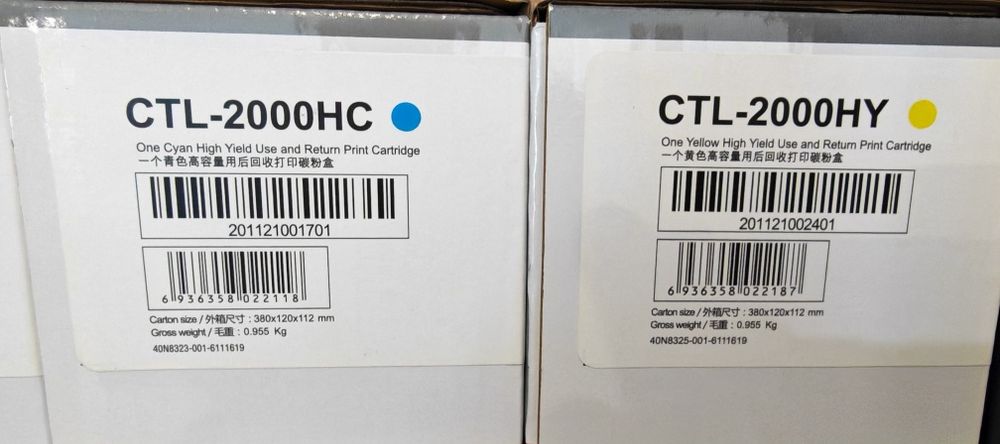 CTL-2000HC
One Cyan High Yield Use and Return Print Cartridge
一个青色高容量用后回收打印碳粉盒
201121001701
6 936358 022118
Carton size / 外箱尺寸 : 380x120x112 mm
Gross weight / 毛重 : 0.955 Kg
40N8323-001-6111619
CTL-2000HY
One Yellow High Yield Use and Return Print Cartridge
一个黄色高容量用后回收打印碳粉盒
201121002401
6 936358 022187
Carton size / 外箱尺寸 : 380x120x112 mm
Gross weight / 毛重 : 0.955 Kg
40N8325-001-6111619